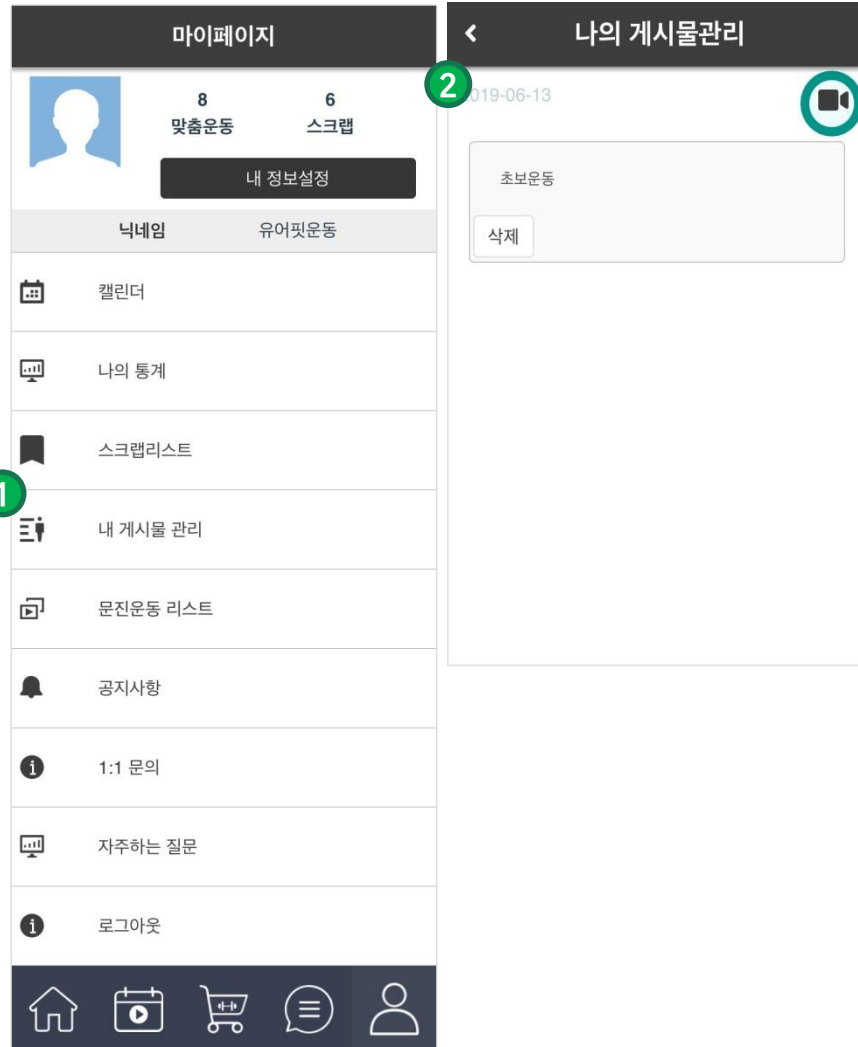 마이페이지
8 6
맞춤운동 스크랩
내 정보설정
닉네임 유어핏운동
캘린더
나의 통계
스크랩리스트
1
내 게시물 관리
문진운동 리스트
공지사항
1:1 문의
자주하는 질문
로그아웃
나의 게시물관리
2
019-06-13
초보운동
삭제